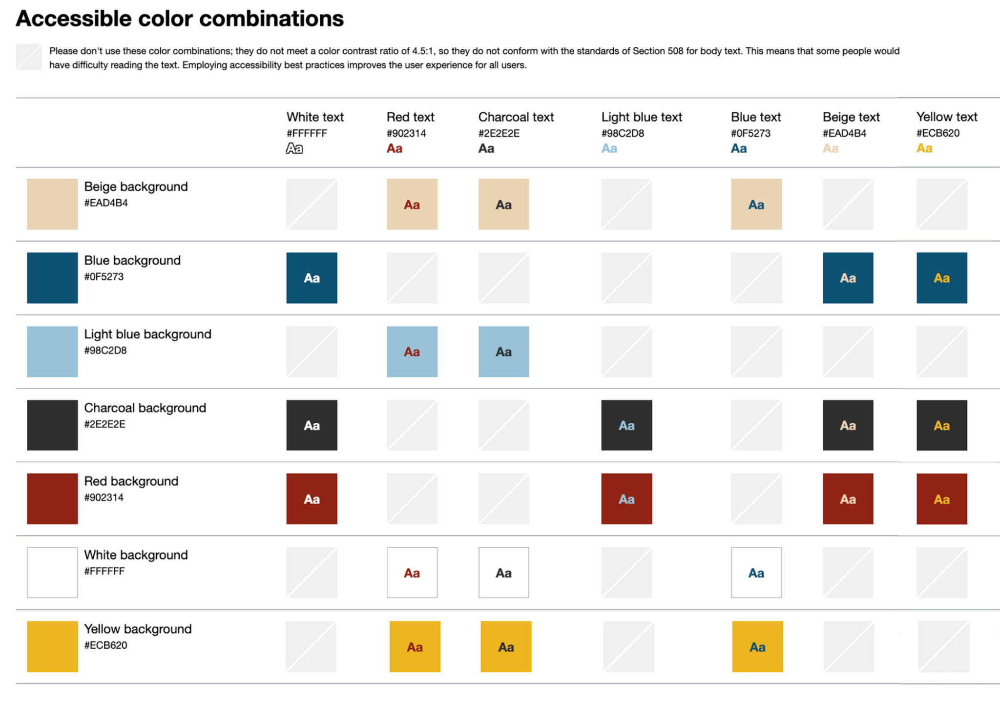 Accessible color combinations
Please don't use these color combinations; they do not meet a color contrast ratio of 4.5:1, so they do not conform with the standards of Section 508 for body text. This means that some people would
have difficulty reading the text. Employing accessibility best practices improves the user experience for all users.
White text Red text Charcoal text Light blue text Blue text Beige text Yellow text
#FFFFFF #902314 #2E2E2E #98C2D8 #0F5273 #EAD4B4 #ECB620
Aa Aa Aa Aa Aa Aa Aa
Beige background
#EAD4B4
Aa Aa Aa
Blue background
#0F5273
Aa Aa Aa
Light blue background
#98C2D8
Aa Aa
Charcoal background
#2E2E2E
Aa Aa Aa Aa
Red background
#902314
Aa Aa Aa Aa
White background
#FFFFFF
Aa Aa Aa
Yellow background
#ECB620
Aa Aa Aa